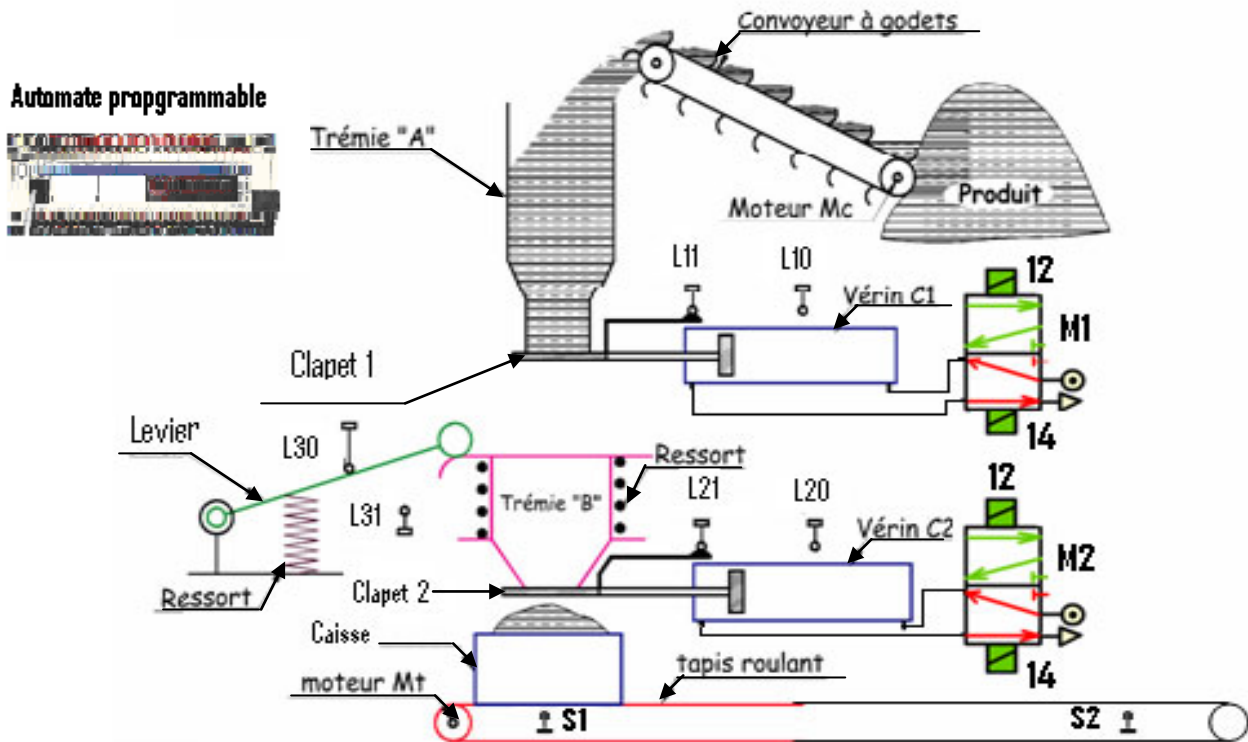 Convoyeur à godets
Automate propgrammable
Trémie "A"
Moteur Mc
Produit
L11
L10
12
Vérin C1
M1
Clapet 1
14
Levier
L30
Ressort
L31
Trémie "B"
L21
L20
12
Vérin C2
M2
Ressort
Clapet 2
Caisse
14
moteur Mt
tapis roulant
S1
S2